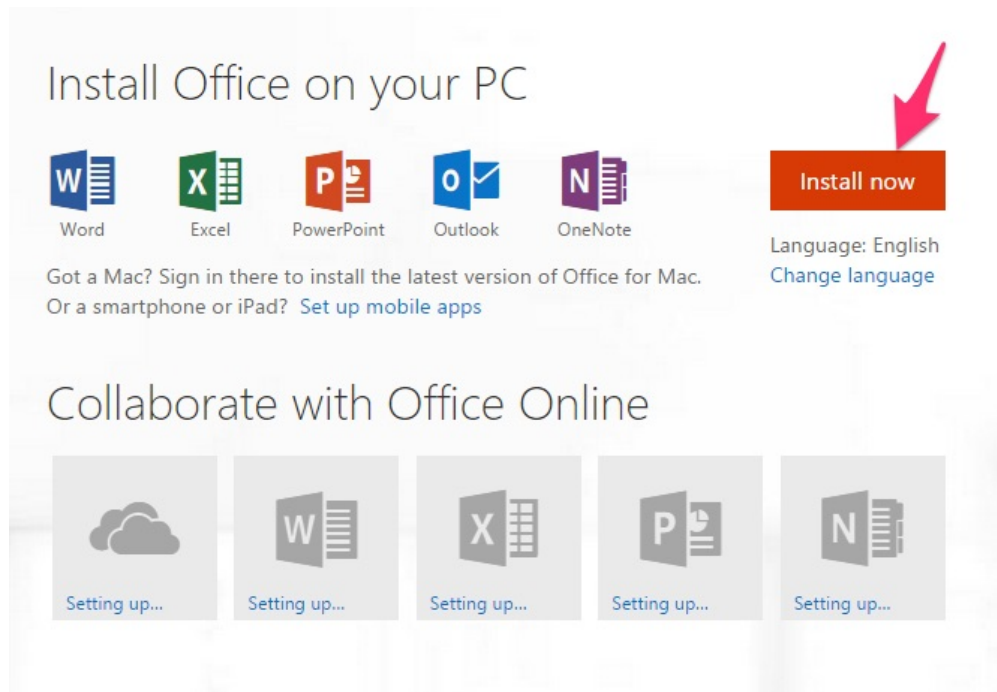 Install Office on your PC
Install now
Word
Excel
PowerPoint
Outlook
OneNote
Language: English
Change language
Got a Mac? Sign in there to install the latest version of Office for Mac.
Or a smartphone or iPad? Set up mobile apps
Collaborate with Office Online
W
X
P
N
Setting up...
Setting up...
Setting up...
Setting up...
Setting up...